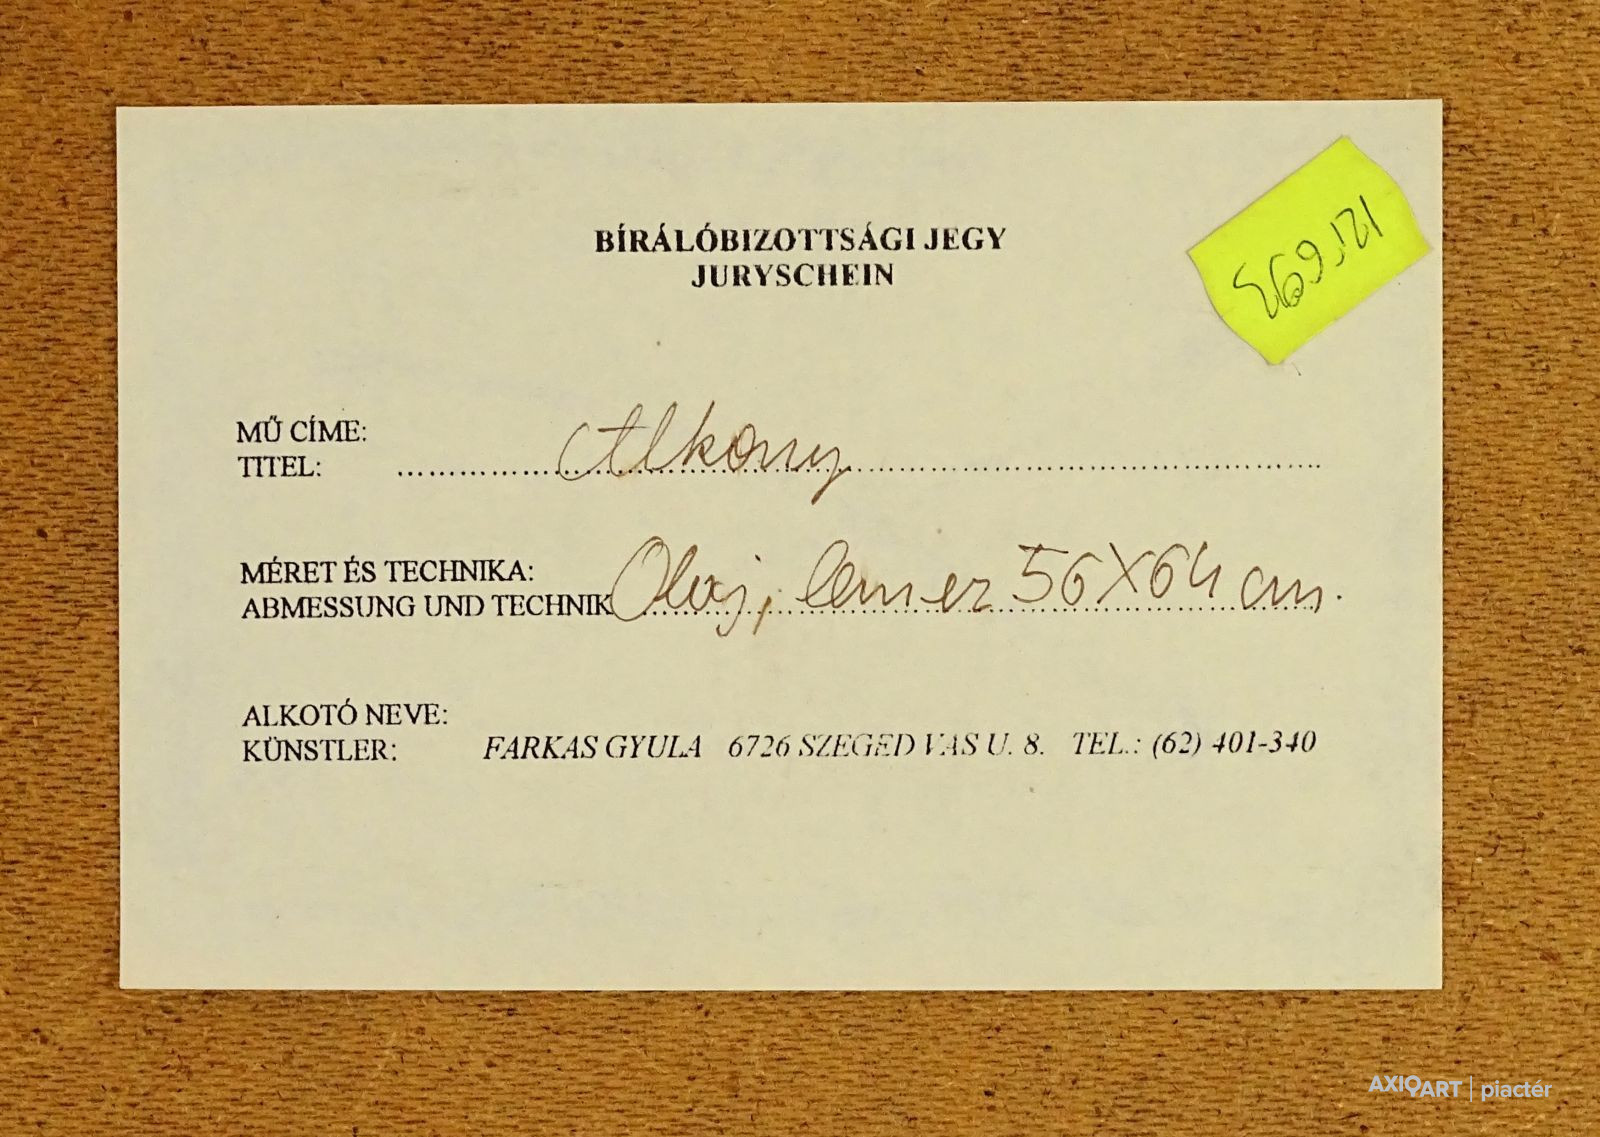 BÍRÁLÓBIZOTTSÁGI JEGY
JURYSCHEIN
MŰ CÍME:
TITEL: ........ Alkony ........
MÉRET ÉS TECHNIKA:
ABMESSUNG UND TECHNIK Olaj, lemez 56X64 cm.
ALKOTÓ NEVE:
KÜNSTLER: FARKAS GYULA 6726 SZEGED VAS U. 8. TEL.: (62) 401-340
AXIOART | piactér